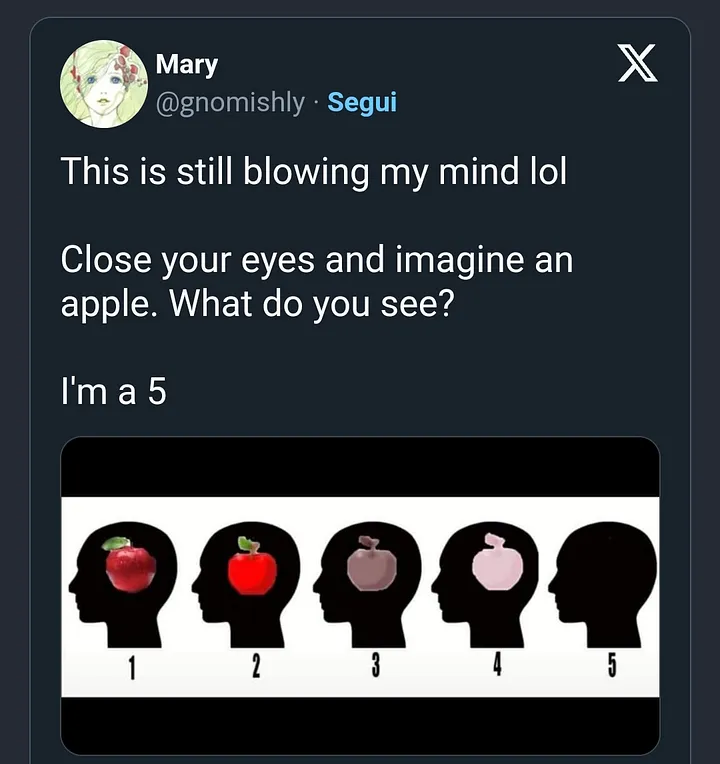 Mary
@gnomishly · Segui
This is still blowing my mind lol
Close your eyes and imagine an
apple. What do you see?
I'm a 5
1 2 3 4 5